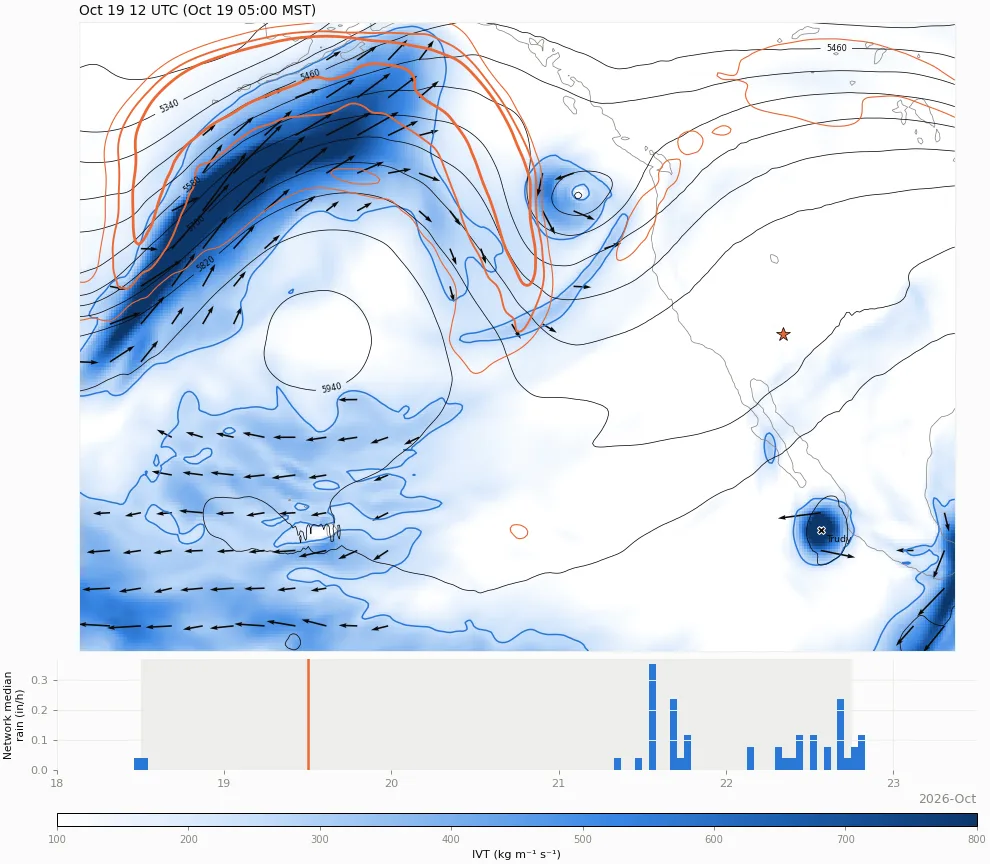 Oct 19 12 UTC (Oct 19 05:00 MST)
5460
5460
5340
5580
5820
5940
Trudy
Network median
rain (in/h)
0.3
0.2
0.1
0.0
18 19 20 21 22 23
2026-Oct
100 200 300 400 500 600 700 800
IVT (kg m⁻¹ s⁻¹)